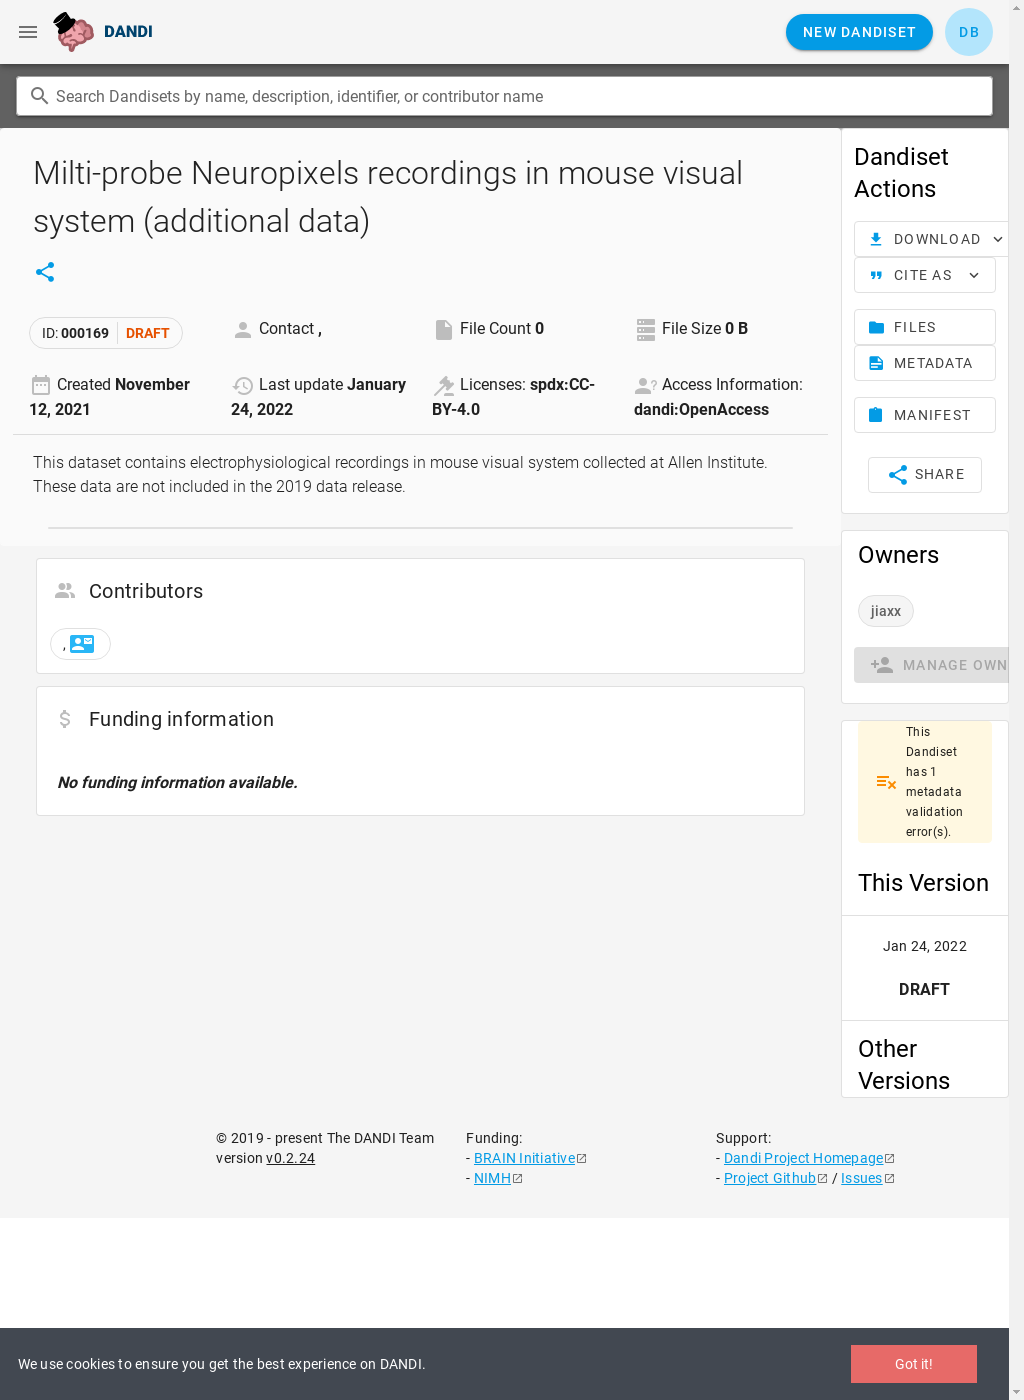 DANDI
NEW DANDISET
DB
Search Dandisets by name, description, identifier, or contributor name
Milti-probe Neuropixels recordings in mouse visual
system (additional data)
ID: 000169 DRAFT
Contact ,
File Count 0
File Size 0 B
Created November
12, 2021
Last update January
24, 2022
Licenses: spdx:CC-
BY-4.0
Access Information:
dandi:OpenAccess
This dataset contains electrophysiological recordings in mouse visual system collected at Allen Institute.
These data are not included in the 2019 data release.
Contributors
,
Funding information
No funding information available.
Dandiset
Actions
DOWNLOAD
CITE AS
FILES
METADATA
MANIFEST
SHARE
Owners
jiaxx
MANAGE OWN
This
Dandiset
has 1
metadata
validation
error(s).
This Version
Jan 24, 2022
DRAFT
Other
Versions
© 2019 - present The DANDI Team
version v0.2.24
Funding:
- BRAIN Initiative
- NIMH
Support:
- Dandi Project Homepage
- Project Github / Issues
We use cookies to ensure you get the best experience on DANDI.
Got it!